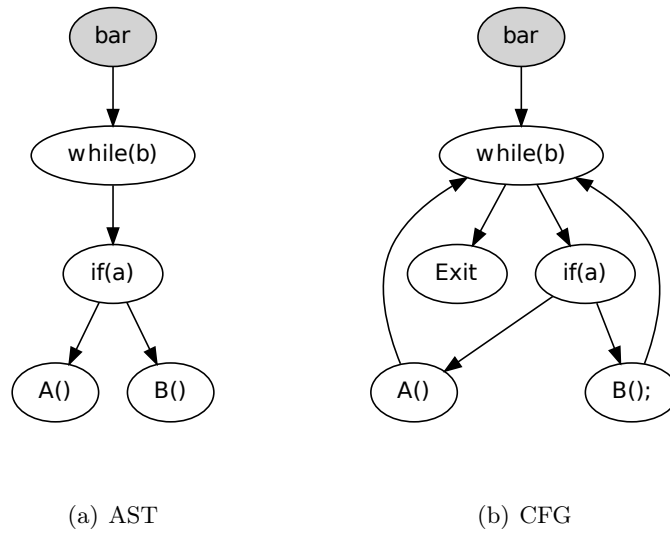 bar
while(b)
if(a)
A()
B()
(a) AST
bar
while(b)
Exit
if(a)
A()
B();
(b) CFG